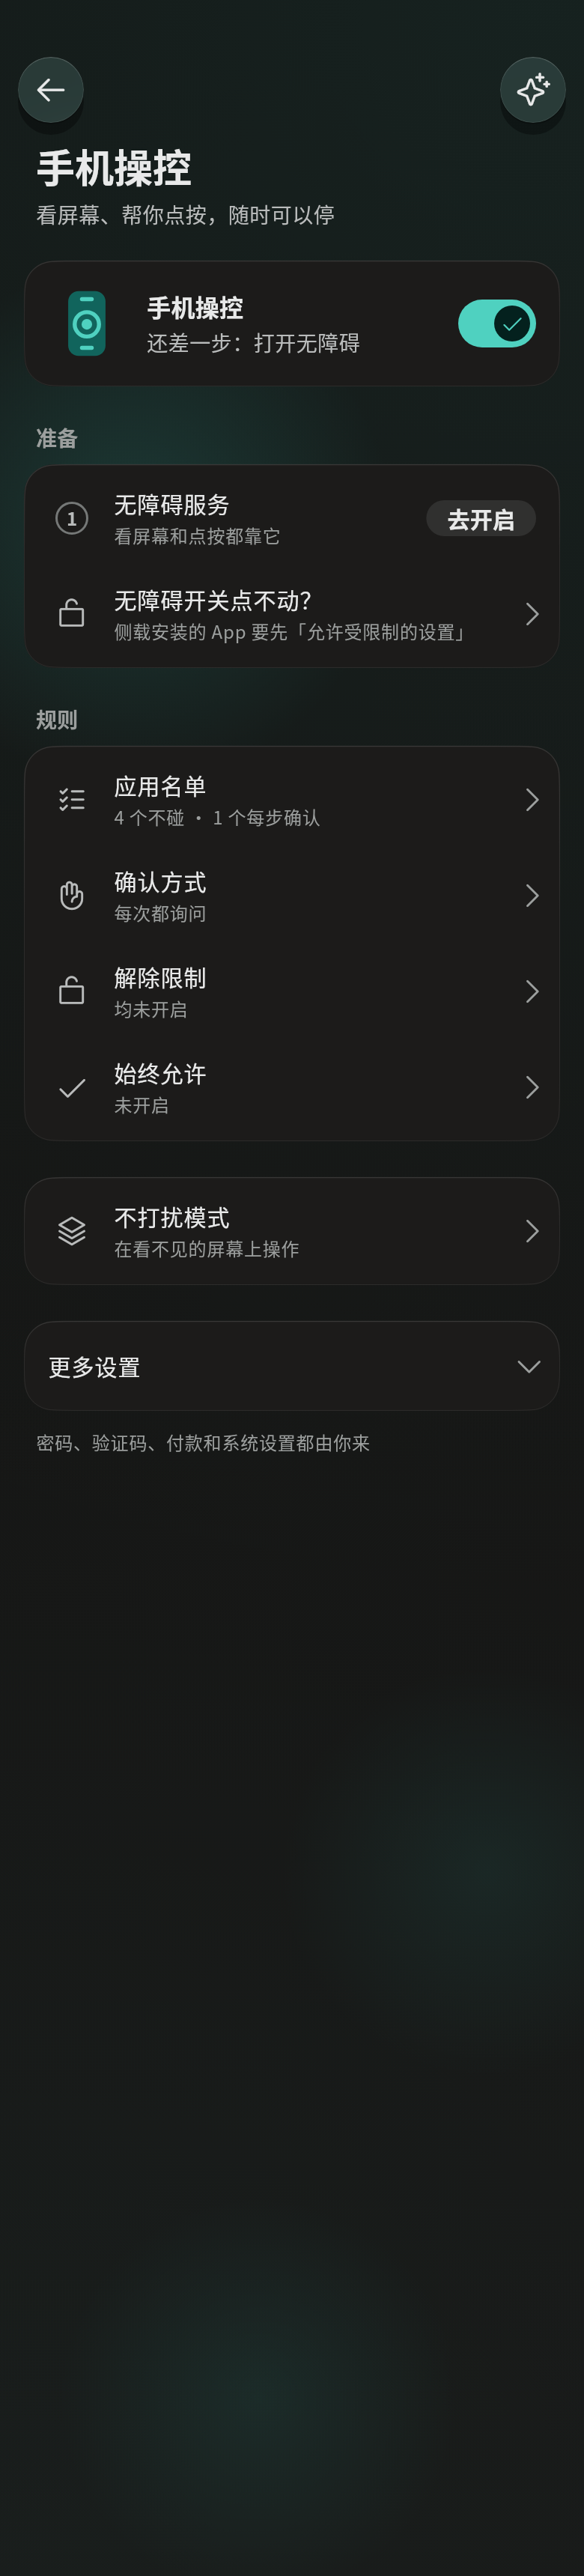 手机操控
看屏幕、帮你点按，随时可以停
手机操控
还差一步：打开无障碍
准备
1
无障碍服务
看屏幕和点按都靠它
去开启
无障碍开关点不动？
侧载安装的 App 要先「允许受限制的设置」
规则
应用名单
4 个不碰 · 1 个每步确认
确认方式
每次都询问
解除限制
均未开启
始终允许
未开启
不打扰模式
在看不见的屏幕上操作
更多设置
密码、验证码、付款和系统设置都由你来